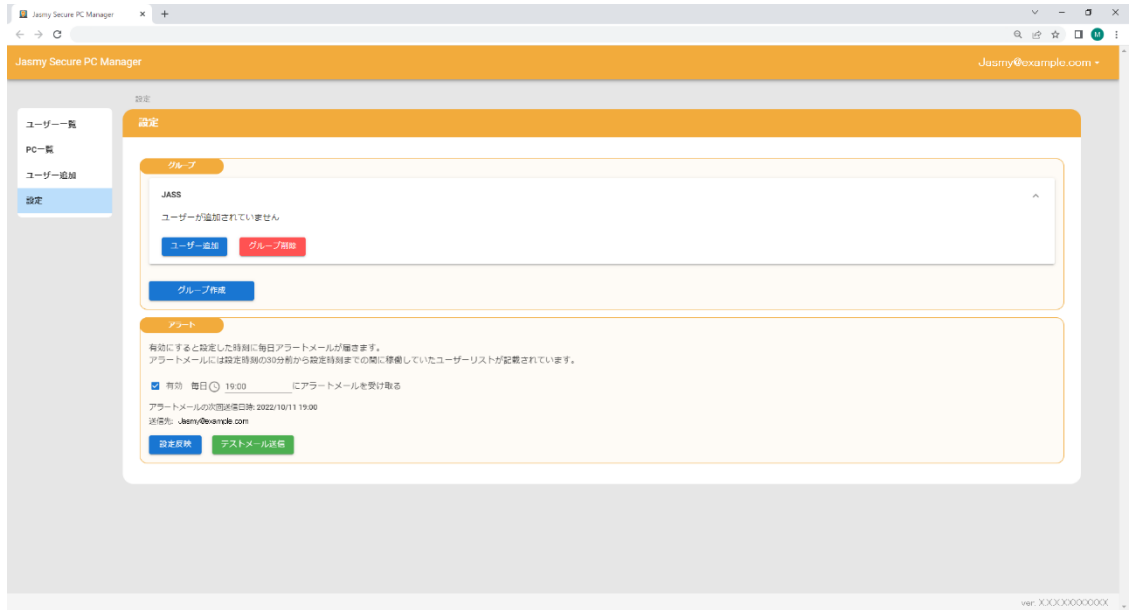 Jasmy Secure PC Manager
M
Jasmy Secure PC Manager
Jasmy@example.com
設定
ユーザー一覧
PC一覧
ユーザー追加
設定
設定
グループ
JASS
ユーザーが追加されていません
ユーザー追加 グループ削除
グループ作成
アラート
有効にすると設定した時刻に毎日アラートメールが届きます。
アラートメールには設定時刻の30分前から設定時刻までの間に稼働していたユーザーリストが記載されています。
有効 毎日 19:00 にアラートメールを受け取る
アラートメールの次回送信日時: 2022/10/11 19:00
送信先: Jasmy@example.com
設定反映 テストメール送信